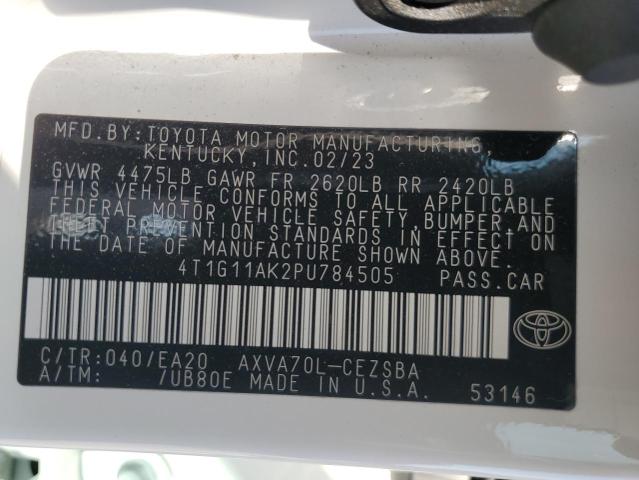 MFD.BY:TOYOTA MOTOR MANUFACTURING,
KENTUCKY,INC.02/23
GVWR 4475LB GAWR FR 2620LB RR 2420LB
THIS VEHICLE CONFORMS TO ALL APPLICABLE
FEDERAL MOTOR VEHICLE SAFETY,BUMPER,AND
THEFT PREVENTION STANDARDS IN EFFECT ON
THE DATE OF MANUFACTURE SHOWN ABOVE.
4T1G11AK2PU784505 PASS.CAR
C/TR:040/EA20 AXVA70L-CEZSBA
A/TM: /UB80E MADE IN U.S.A. 53146